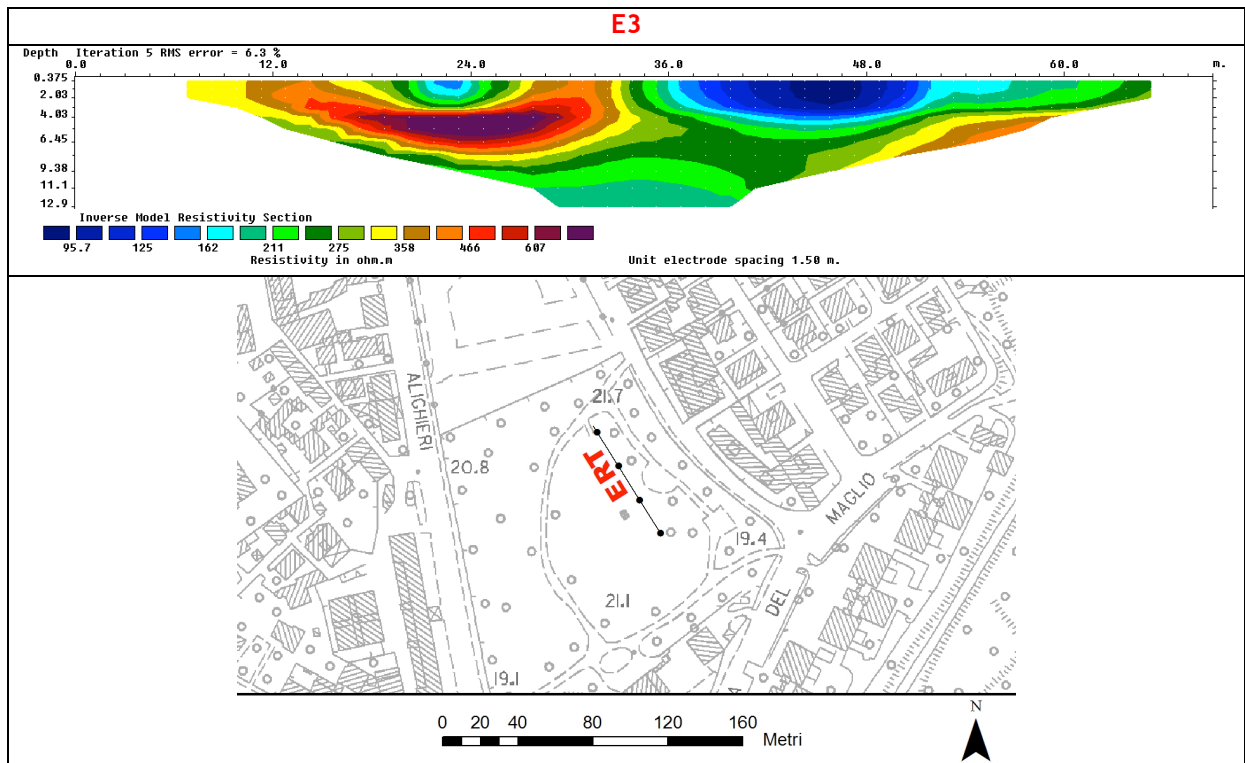 E3
Depth Iteration 5 RMS error = 6.3 %
0.0 12.0 24.0 36.0 48.0 60.0 m.
0.375
2.03
4.03
6.45
9.38
11.1
12.9
Inverse Model Resistivity Section
95.7 125 162 211 275 358 466 607
Resistivity in ohm.m Unit electrode spacing 1.50 m.
ALIGHIERI
21.7
20.8
ERT
MAGLIO
19.4
DEL
21.1
19.1
A
N
0 20 40 80 120 160
Metri